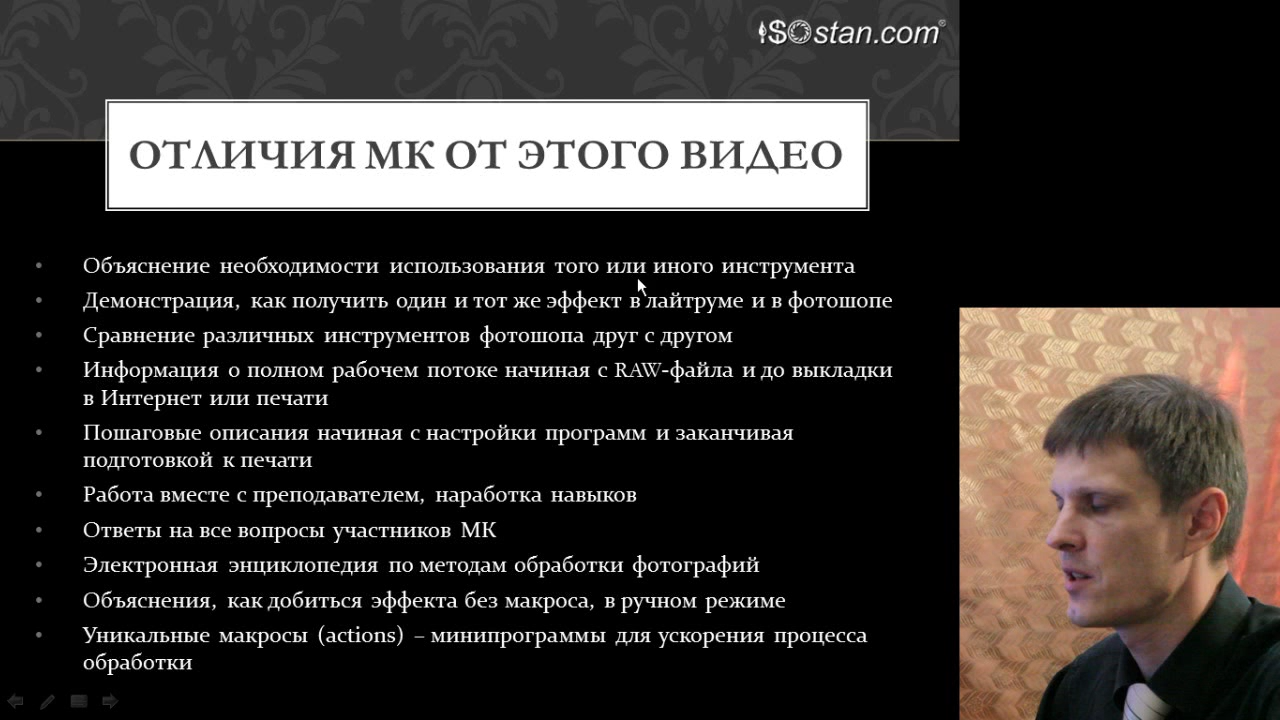 iSOstan.com®
ОТЛИЧИЯ МК ОТ ЭТОГО ВИДЕО
• Объяснение необходимости использования того или иного инструмента
• Демонстрация, как получить один и тот же эффект в лайтруме и в фотошопе
• Сравнение различных инструментов фотошопа друг с другом
• Информация о полном рабочем потоке начиная с RAW-файла и до выкладки
в Интернет или печати
• Пошаговые описания начиная с настройки программ и заканчивая
подготовкой к печати
• Работа вместе с преподавателем, наработка навыков
• Ответы на все вопросы участников МК
• Электронная энциклопедия по методам обработки фотографий
• Объяснения, как добиться эффекта без макроса, в ручном режиме
• Уникальные макросы (actions) – минипрограммы для ускорения процесса
обработки